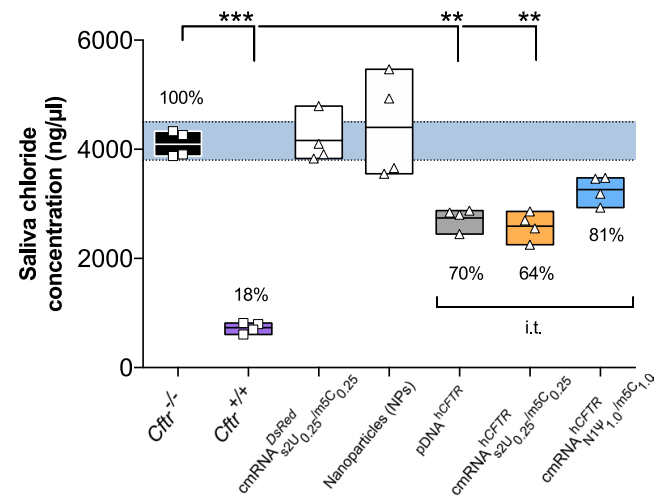 *** ** **
6000
4000
2000
0
Saliva chloride
concentration (ng/µl)
100%
18%
70%
64%
81%
i.t.
Cftr-/-
Cftr+/+
cmRNA DsRed s2U0.25/m5C0.25
Nanoparticles (NPs)
pDNA hCFTR
cmRNA hCFTR s2U0.25/m5C0.25
cmRNA hCFTR N1Ψ1.0/m5C1.0